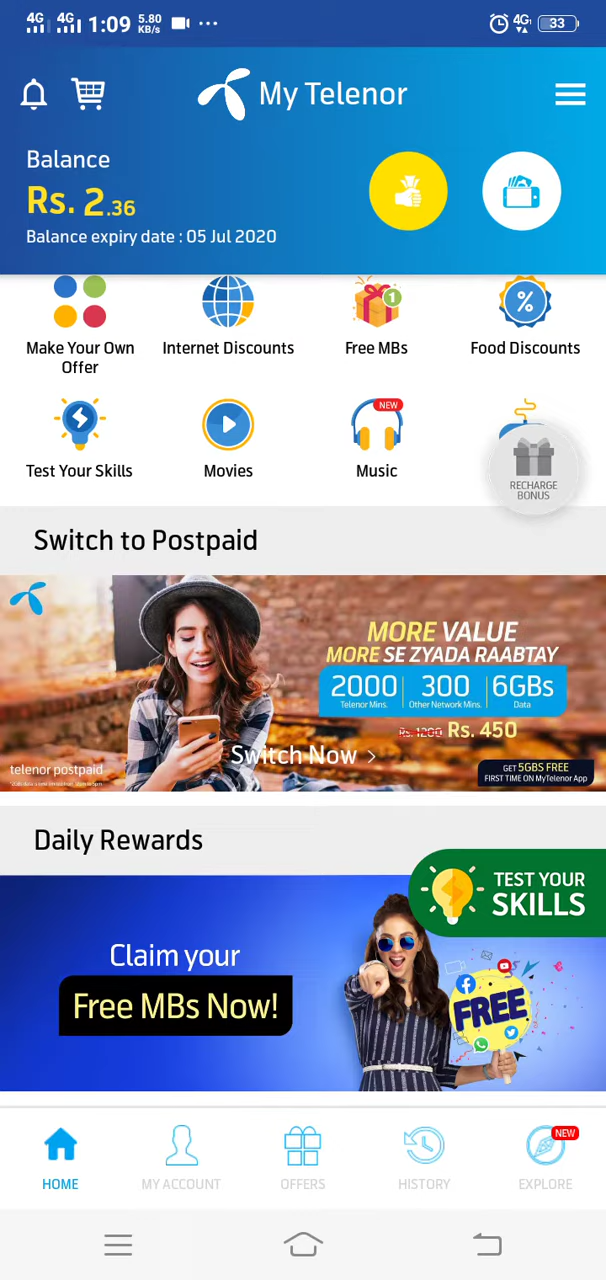 4G 4G 1:09 5.80 KB/s 4G 33
My Telenor
Balance
Rs. 2.36
Balance expiry date : 05 Jul 2020
Make Your Own Offer
Internet Discounts
1
Free MBs
%
Food Discounts
Test Your Skills
Movies
NEW
Music
RECHARGE
BONUS
Switch to Postpaid
MORE VALUE
MORE SE ZYADA RAABTAY
2000 300 6GBs
Telenor Mins. Other Network Mins. Data
Rs. 1200 Rs. 450
Switch Now >
telenor postpaid
GET 5GBS FREE
FIRST TIME ON MyTelenor App
Daily Rewards
TEST YOUR
SKILLS
Claim your
Free MBs Now!
FREE
NEW
HOME MY ACCOUNT OFFERS HISTORY EXPLORE